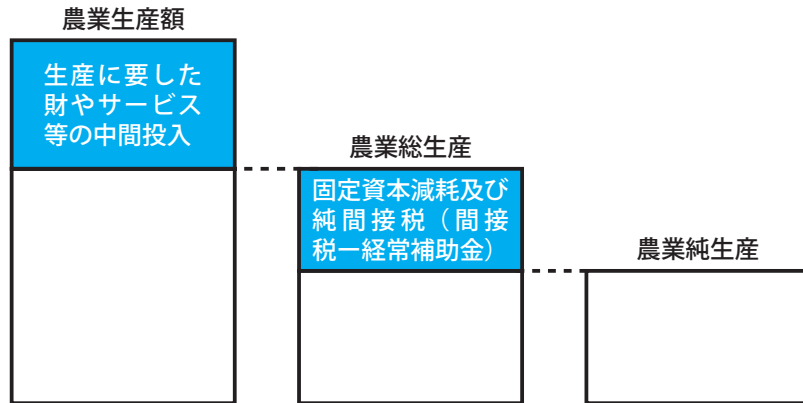 農業生産額
生産に要した
財やサービス
等の中間投入
農業総生産
固定資本減耗及び
純間接税（間接
税ー経常補助金）
農業純生産